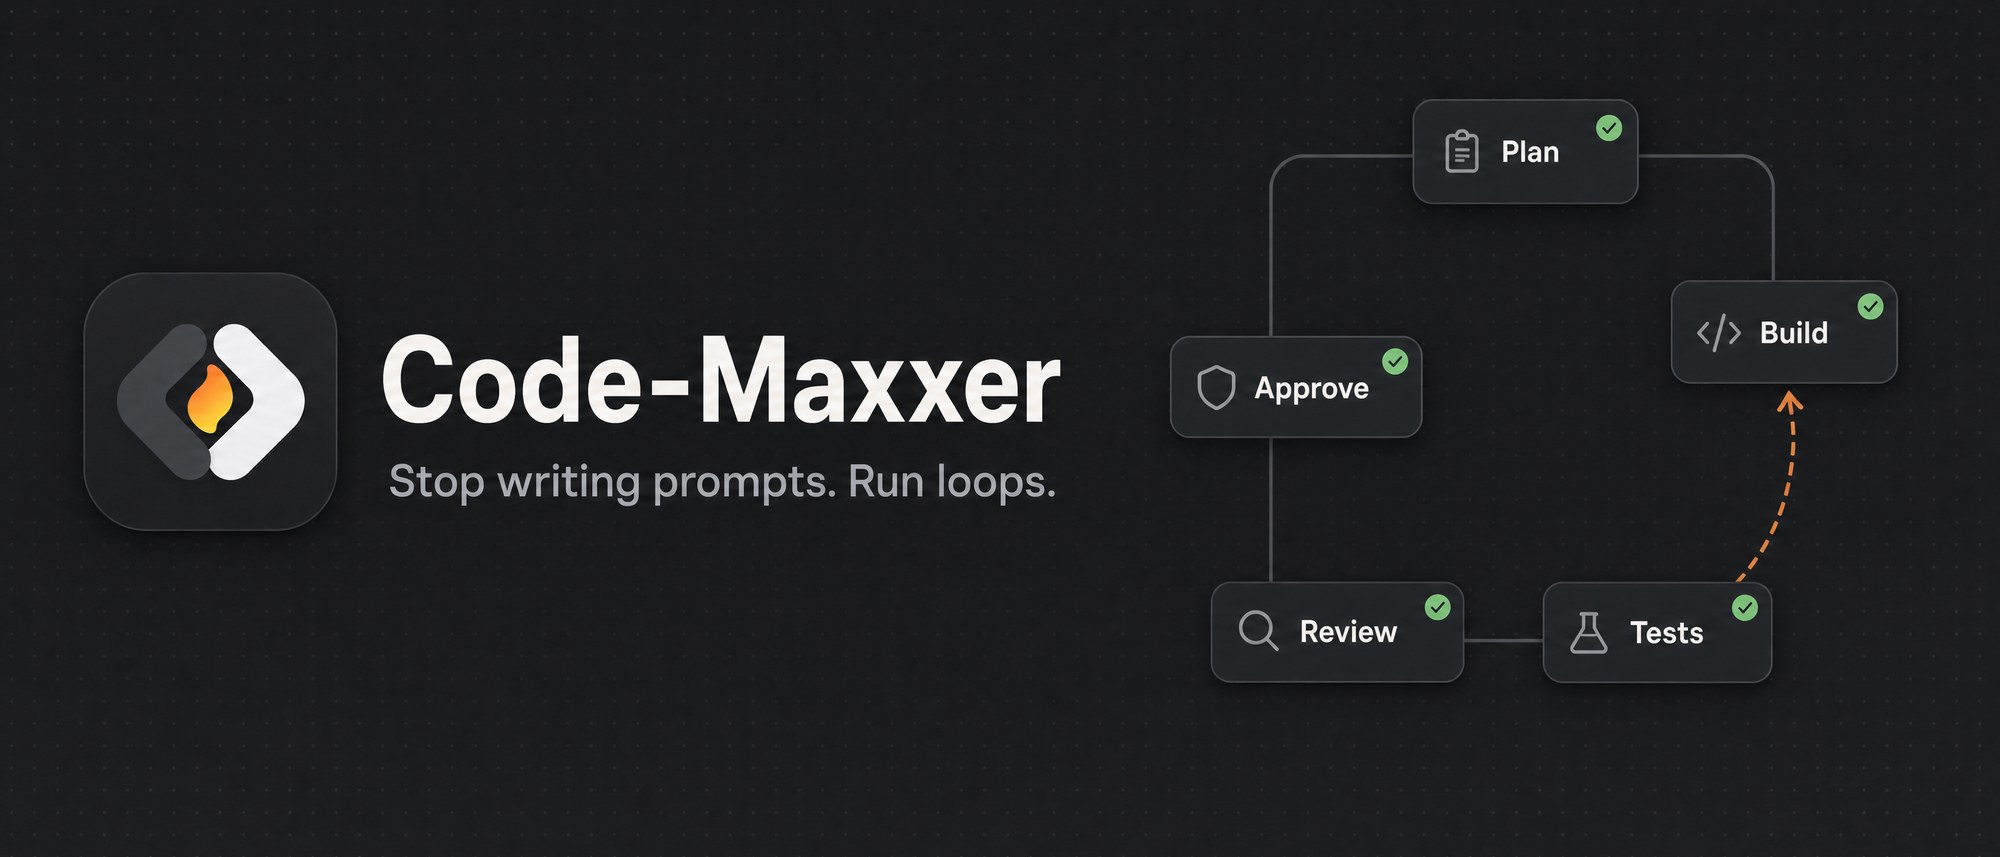 Code-Maxxer
Stop writing prompts. Run loops.
Plan
Build
Approve
Review
Tests